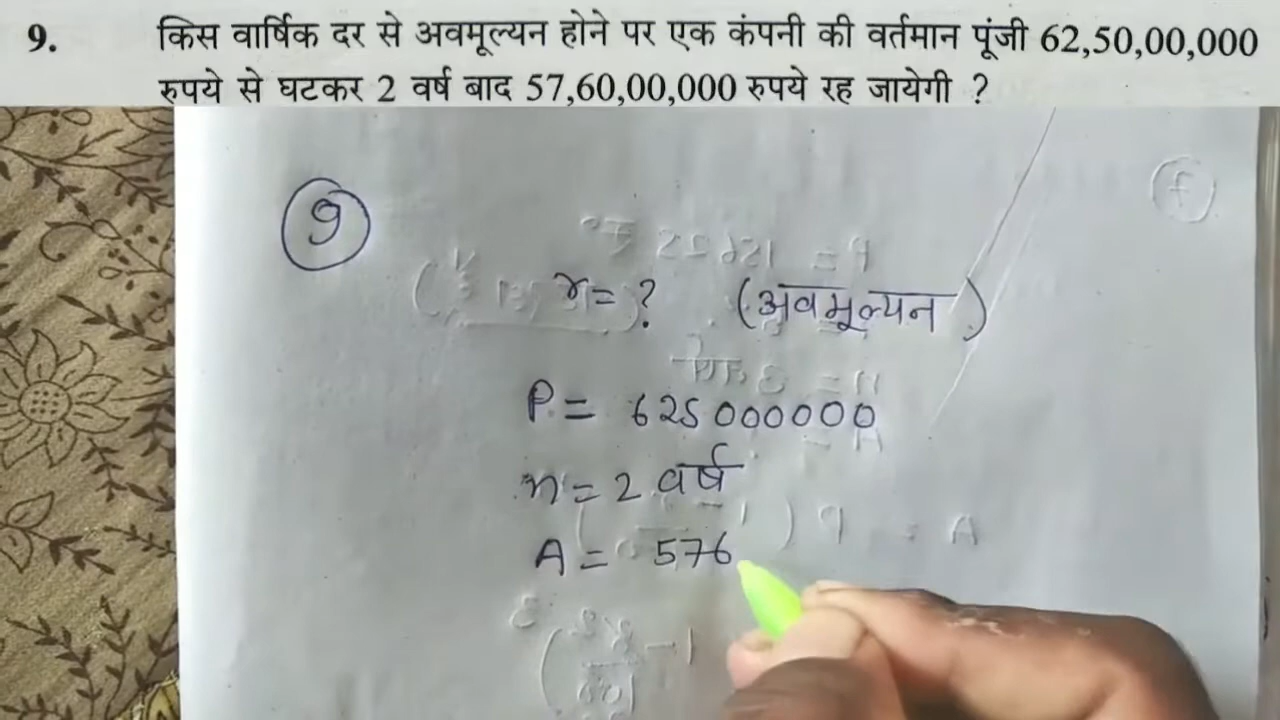 9. किस वार्षिक दर से अवमूल्यन होने पर एक कंपनी की वर्तमान पूंजी 62,50,00,000
रुपये से घटकर 2 वर्ष बाद 57,60,00,000 रुपये रह जायेगी ?
9
r = ? (अवमूल्यन)
P = 625000000
n = 2 वर्ष
A = 576